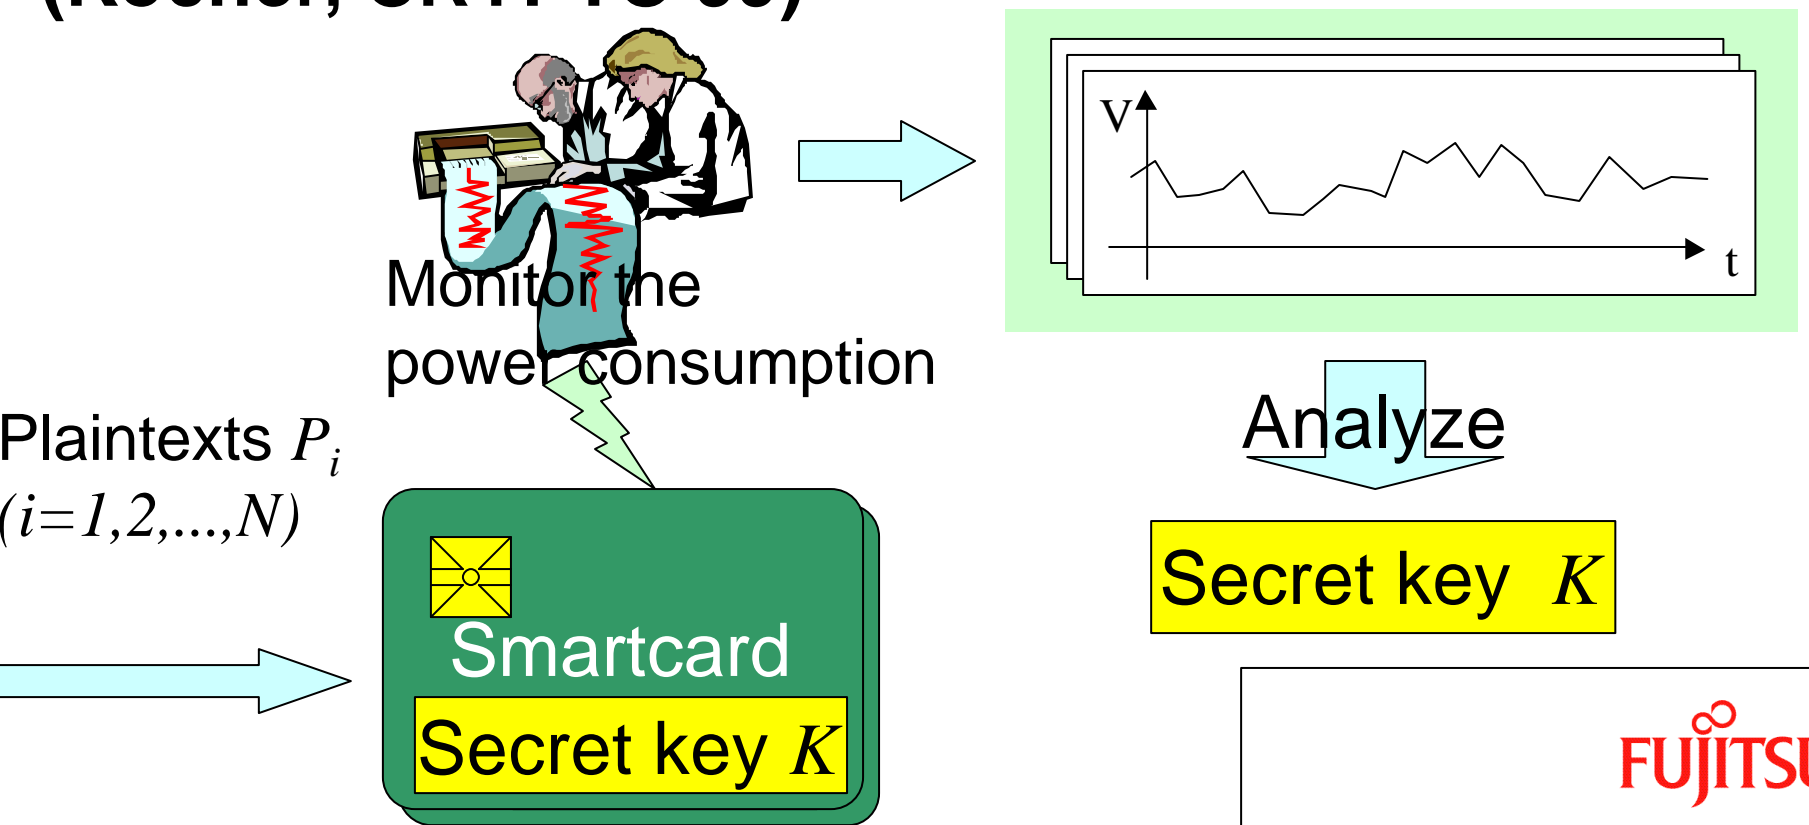 V
t
Monitor the
power consumption
Plaintexts Pi
(i=1,2,...,N)
Analyze
Secret key K
Smartcard
Secret key K
FUJITSU